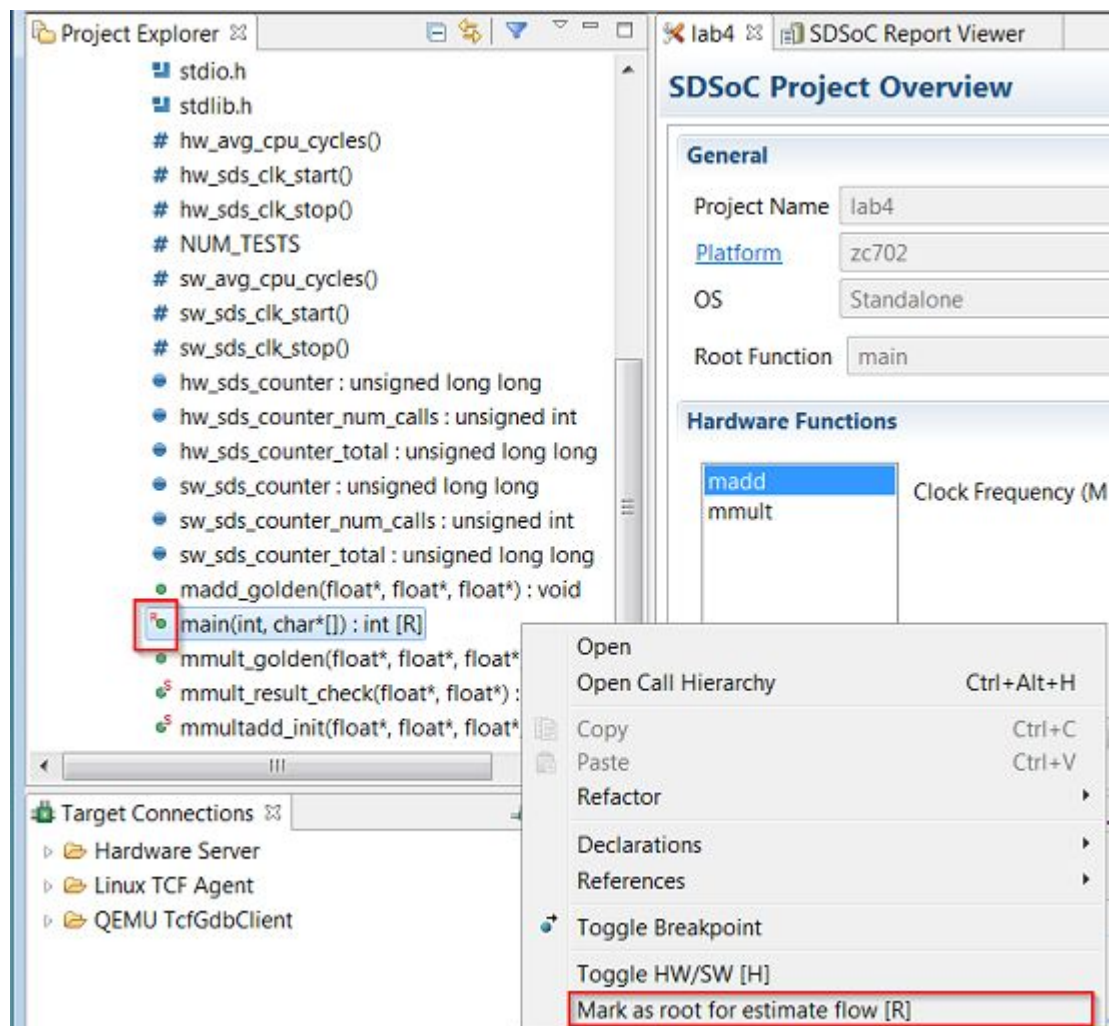 Project Explorer
stdio.h
stdlib.h
# hw_avg_cpu_cycles()
# hw_sds_clk_start()
# hw_sds_clk_stop()
# NUM_TESTS
# sw_avg_cpu_cycles()
# sw_sds_clk_start()
# sw_sds_clk_stop()
hw_sds_counter : unsigned long long
hw_sds_counter_num_calls : unsigned int
hw_sds_counter_total : unsigned long long
sw_sds_counter : unsigned long long
sw_sds_counter_num_calls : unsigned int
sw_sds_counter_total : unsigned long long
madd_golden(float*, float*, float*) : void
R main(int, char*[]) : int [R]
mmult_golden(float*, float*, float*
S mmult_result_check(float*, float*) :
S mmultadd_init(float*, float*, float*
Target Connections
Hardware Server
Linux TCF Agent
QEMU TcfGdbClient
lab4 SDSoC Report Viewer
SDSoC Project Overview
General
Project Name lab4
Platform zc702
OS Standalone
Root Function main
Hardware Functions
madd
mmult
Clock Frequency (M
Open
Open Call Hierarchy Ctrl+Alt+H
Copy Ctrl+C
Paste Ctrl+V
Refactor
Declarations
References
Toggle Breakpoint
Toggle HW/SW [H]
Mark as root for estimate flow [R]